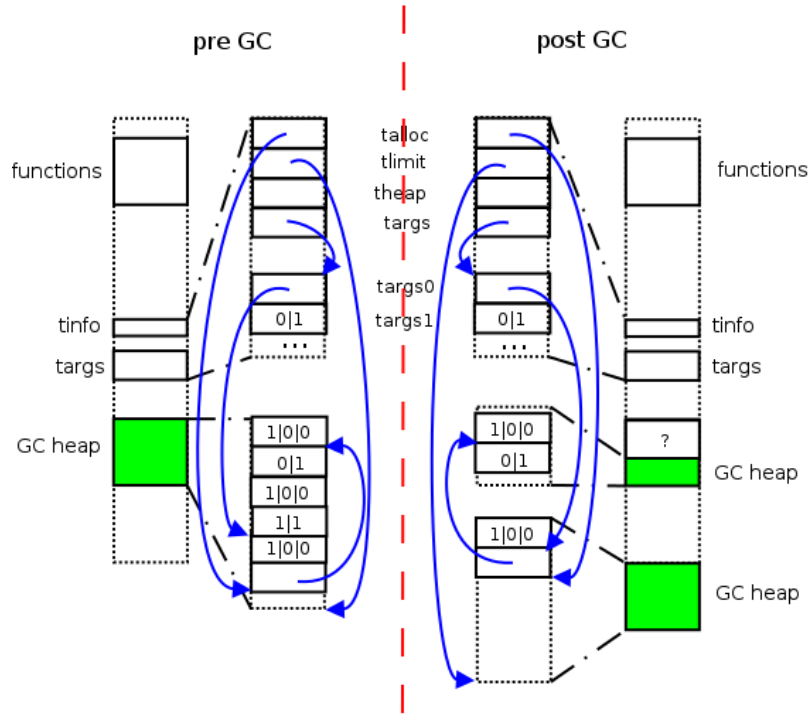 pre GC
post GC
talloc
tlimit
theap
targs
targs0
targs1
functions
tinfo
targs
GC heap
0|1
...
1|0|0
0|1
1|0|0
1|1
1|0|0
0|1
...
1|0|0
0|1
1|0|0
functions
tinfo
targs
?
GC heap
GC heap